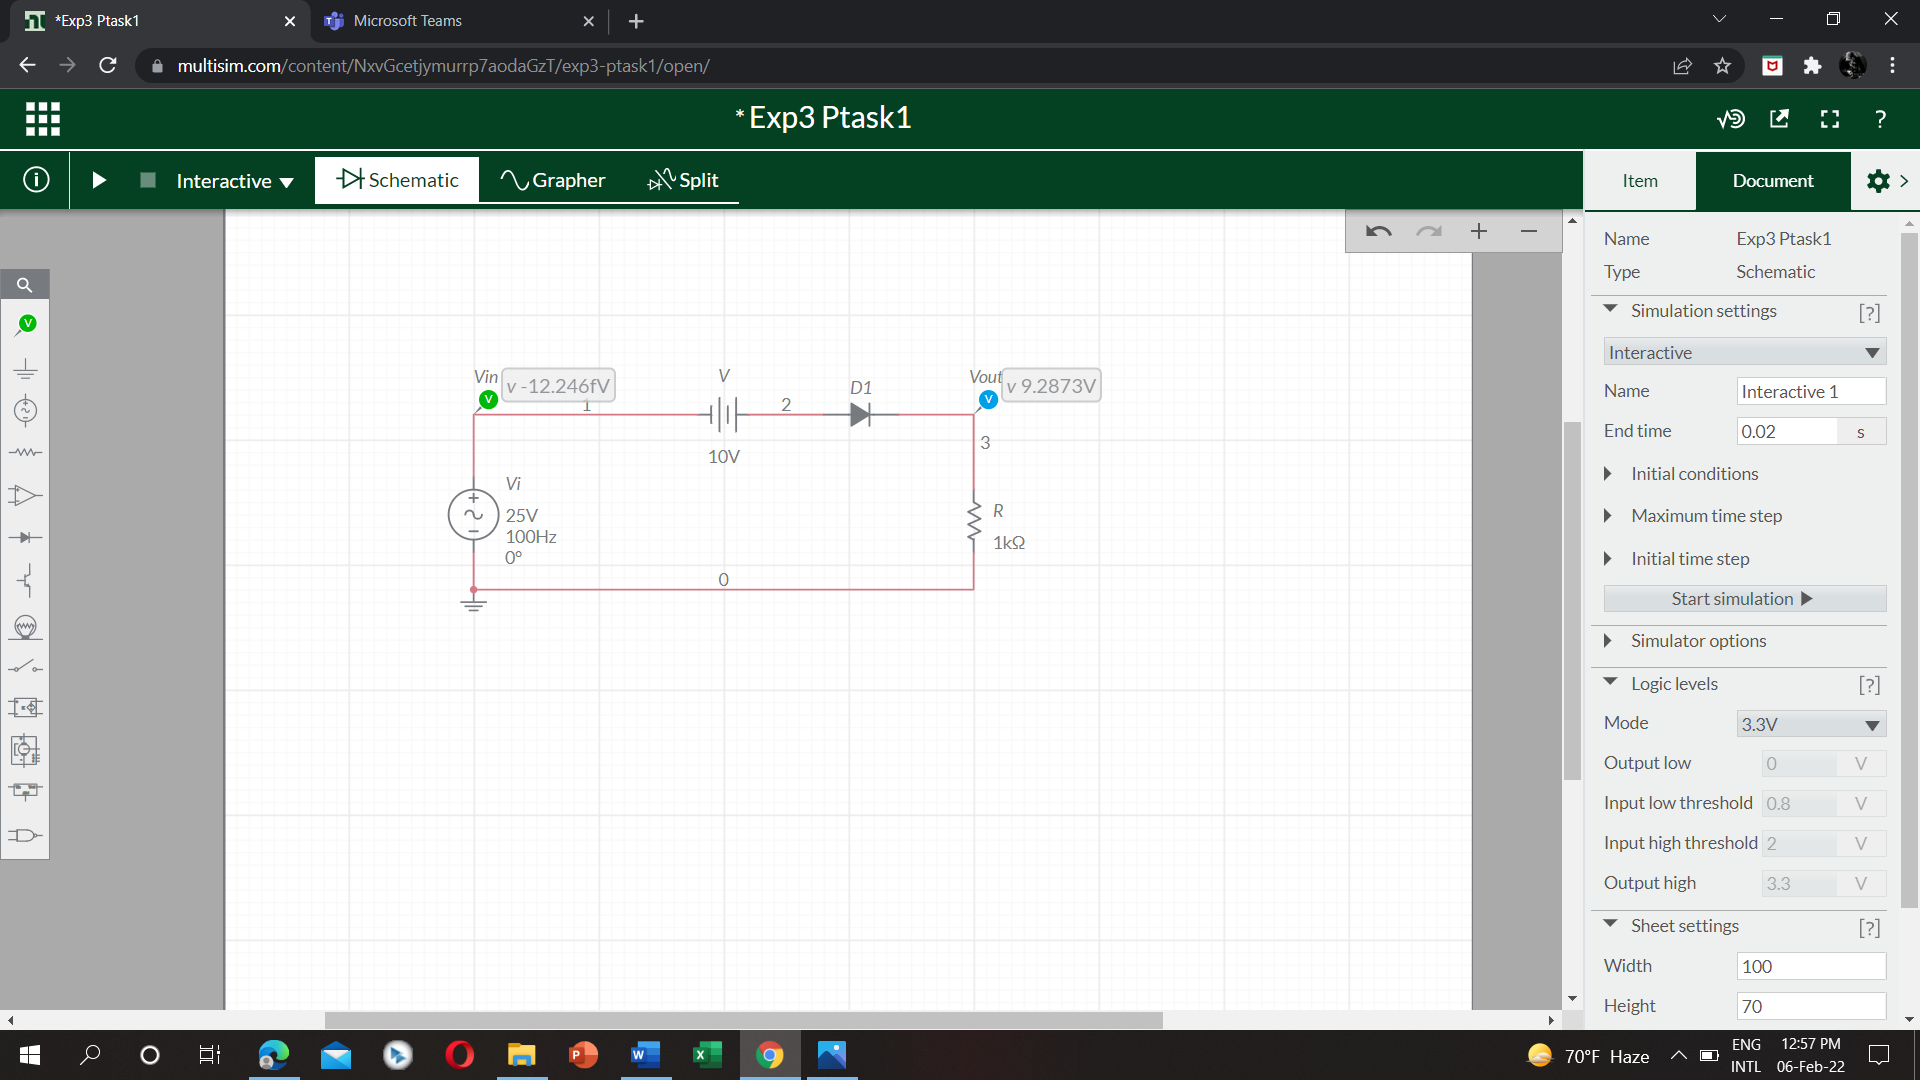 *Exp3 Ptask1
Microsoft Teams
multisim.com/content/NxvGcetjymurrp7aodaGzT/exp3-ptask1/open/
*Exp3 Ptask1
?
Interactive
Schematic
Grapher
Split
Item
Document
Name Exp3 Ptask1
Type Schematic
Simulation settings [?]
Interactive
Name Interactive 1
End time 0.02 s
Initial conditions
Maximum time step
Initial time step
Start simulation
Simulator options
Logic levels [?]
Mode 3.3V
Output low 0 V
Input low threshold 0.8 V
Input high threshold 2 V
Output high 3.3 V
Sheet settings [?]
Width 100
Height 70
V
Vin v -12.246fV
V
1
V
10V
2
D1
Vout v 9.2873V
V
3
Vi
25V
100Hz
0°
R
1kΩ
0
70°F Haze
ENG
INTL
12:57 PM
06-Feb-22